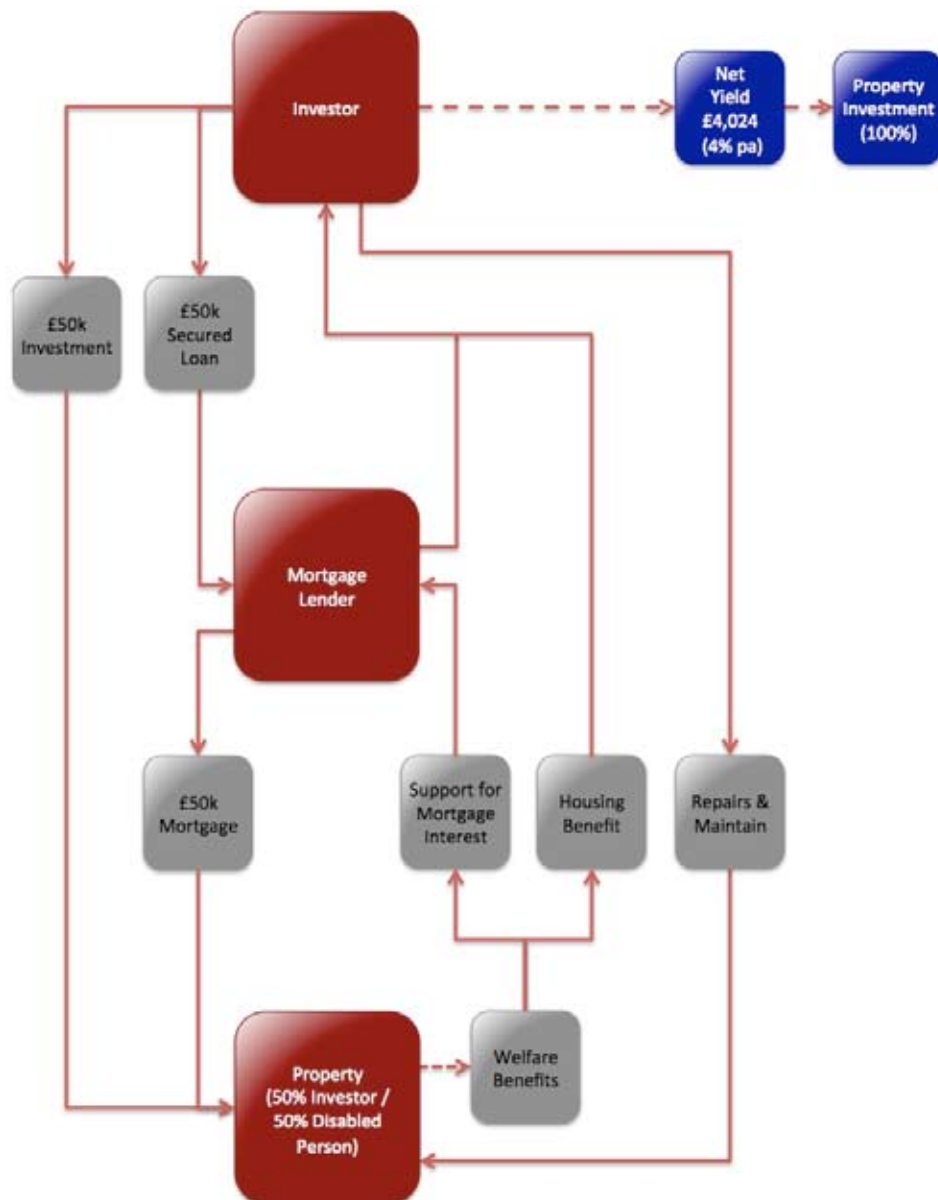 Investor
Net
Yield
£4,024
(4% pa)
Property
Investment
(100%)
£50k
Investment
£50k
Secured
Loan
Mortgage
Lender
£50k
Mortgage
Support for
Mortgage
Interest
Housing
Benefit
Repairs &
Maintain
Property
(50% Investor /
50% Disabled
Person)
Welfare
Benefits